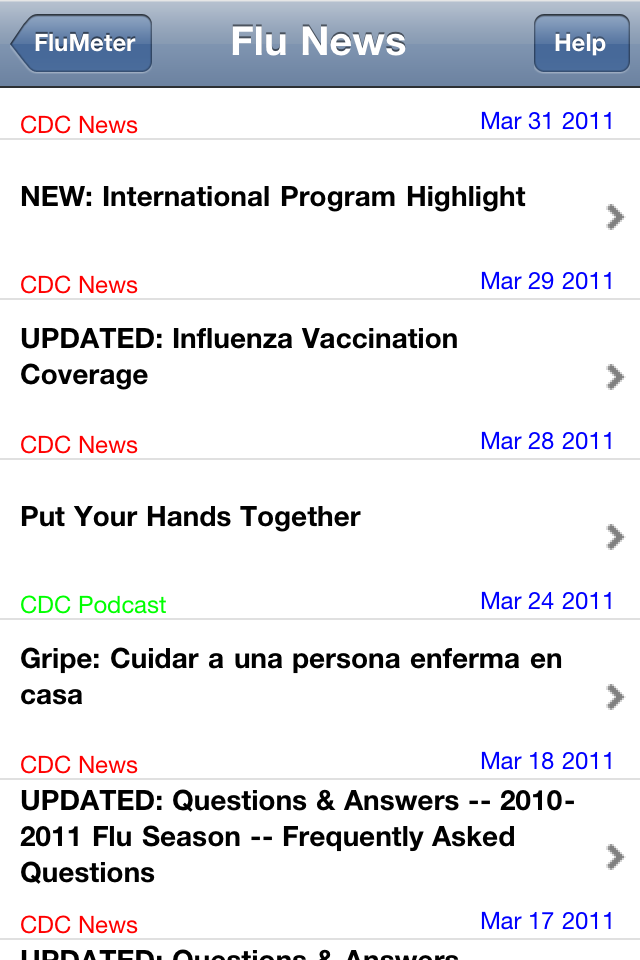 FluMeter Flu News Help
CDC News Mar 31 2011
NEW: International Program Highlight
CDC News Mar 29 2011
UPDATED: Influenza Vaccination
Coverage
CDC News Mar 28 2011
Put Your Hands Together
CDC Podcast Mar 24 2011
Gripe: Cuidar a una persona enferma en
casa
CDC News Mar 18 2011
UPDATED: Questions & Answers -- 2010-
2011 Flu Season -- Frequently Asked
Questions
CDC News Mar 17 2011
UPDATED: Questions & Answers